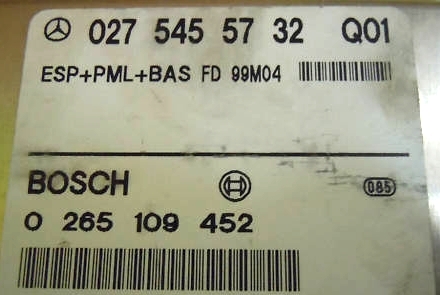 027 545 57 32 Q01
ESP+PML+BAS FD 99M04
BOSCH
085
0 265 109 452